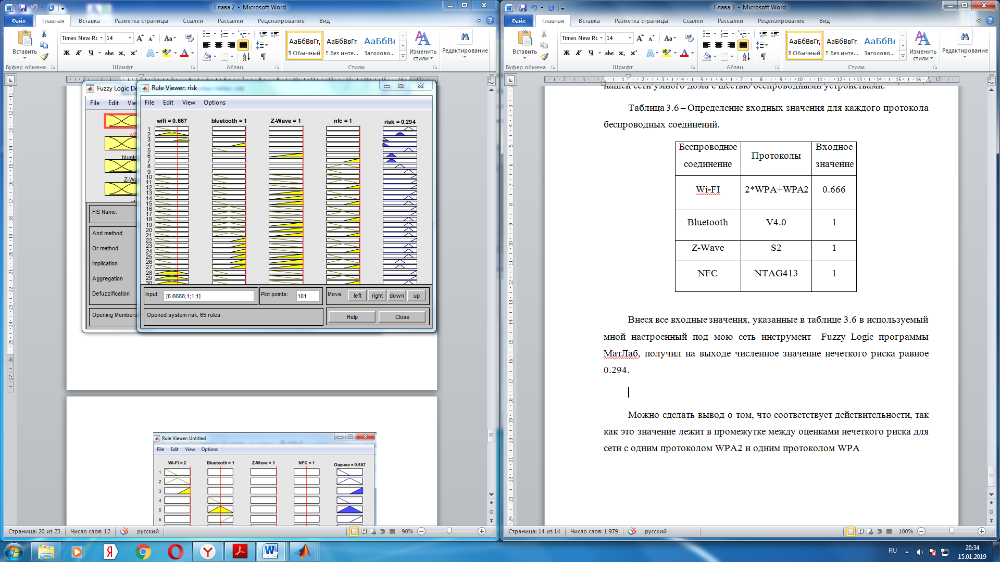 Глава 2 - Microsoft Word
Файл Главная Вставка Разметка страницы Ссылки Рассылки Рецензирование Вид
Вставить
Times New Rc 14
Ж К Ч abc x₂ x²
АаБбВвГг, АаБбВвГг, АаБбВı
¶ Обычный ¶ Без инте... Заголово...
Изменить стили
Редактирование
Буфер обмена Шрифт Абзац Стили
Fuzzy Logic De
File Edit Vie
bluetc
Z-Wa
FIS Name:
And method
Or method
Implication
Aggregation
Defuzzification
Opening Members
Rule Viewer: risk
File Edit View Options
wifi = 0.667 bluetooth = 1 Z-Wave = 1 nfc = 1 risk = 0.294
1
2
3
4
5
6
7
8
9
10
11
12
13
14
15
16
17
18
19
20
21
22
23
24
25
26
27
28
29
30
Input: [0.6666;1;1;1] Plot points: 101 Move: left right down up
Opened system risk, 65 rules Help Close
Rule Viewer: Untitled
File Edit View Options
Wi-Fi = 2 Bluetooth = 1 Z-Wave = 1 NFC = 1 Оценка = 0.587
1
2
3
4
5
6
Страница: 20 из 23 Число слов: 12 русский 90%
Глава 3 - Microsoft Word
Файл Главная Вставка Разметка страницы Ссылки Рассылки Рецензирование Вид
Вставить
Times New Rc 14
Ж К Ч abc x₂ x²
АаБбВвГг, АаБбВвГг, АаБбВı
¶ Обычный ¶ Без инте... Заголово...
Изменить стили
Редактирование
Буфер обмена Шрифт Абзац Стили
нашей сети умного дома с шестью беспроводными устройствами.
Таблица 3.6 – Определение входных значения для каждого протокола
беспроводных соединений.
Беспроводное соединение Протоколы Входное значение
Wi-FI 2*WPA+WPA2 0.666
Bluetooth V4.0 1
Z-Wave S2 1
NFC NTAG413 1
Внеся все входные значения, указанные в таблице 3.6 в используемый
мной настроенный под мою сеть инструмент Fuzzy Logic программы
МатЛаб, получил на выходе численное значение нечеткого риска равное
0.294.
Можно сделать вывод о том, что соответствует действительности, так
как это значение лежит в промежутке между оценками нечеткого риска для
сети с одним протоколом WPA2 и одним протоколом WPA
Страница: 14 из 14 Число слов: 1 979 русский 100%
RU 20:34
15.01.2019